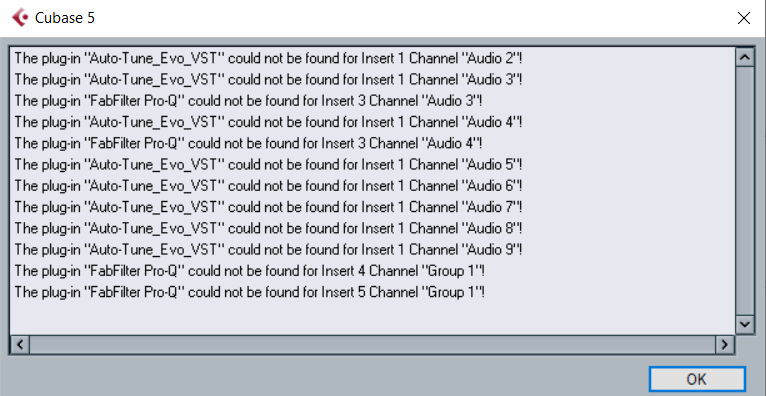 Cubase 5
The plug-in "Auto-Tune_Evo_VST" could not be found for Insert 1 Channel "Audio 2"!
The plug-in "Auto-Tune_Evo_VST" could not be found for Insert 1 Channel "Audio 3"!
The plug-in "FabFilter Pro-Q" could not be found for Insert 3 Channel "Audio 3"!
The plug-in "Auto-Tune_Evo_VST" could not be found for Insert 1 Channel "Audio 4"!
The plug-in "FabFilter Pro-Q" could not be found for Insert 3 Channel "Audio 4"!
The plug-in "Auto-Tune_Evo_VST" could not be found for Insert 1 Channel "Audio 5"!
The plug-in "Auto-Tune_Evo_VST" could not be found for Insert 1 Channel "Audio 6"!
The plug-in "Auto-Tune_Evo_VST" could not be found for Insert 1 Channel "Audio 7"!
The plug-in "Auto-Tune_Evo_VST" could not be found for Insert 1 Channel "Audio 8"!
The plug-in "Auto-Tune_Evo_VST" could not be found for Insert 1 Channel "Audio 9"!
The plug-in "FabFilter Pro-Q" could not be found for Insert 4 Channel "Group 1"!
The plug-in "FabFilter Pro-Q" could not be found for Insert 5 Channel "Group 1"!
OK